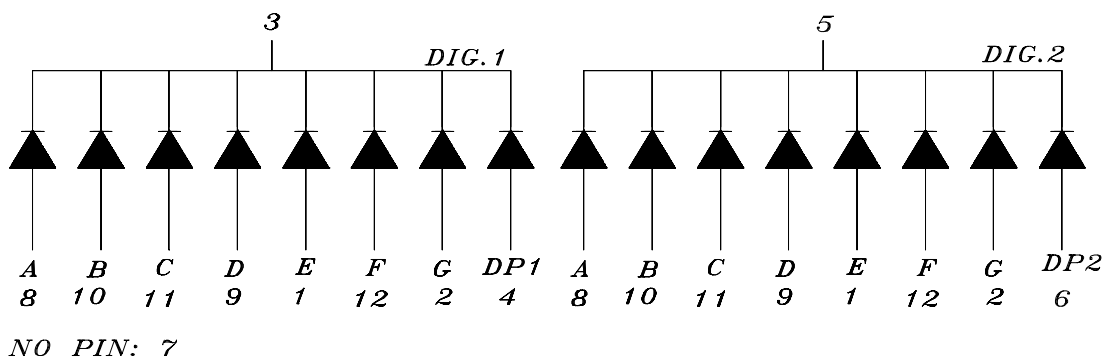 3 5
DIG.1 DIG.2
A B C D E F G DP1 A B C D E F G DP2
8 10 11 9 1 12 2 4 8 10 11 9 1 12 2 6
NO PIN: 7